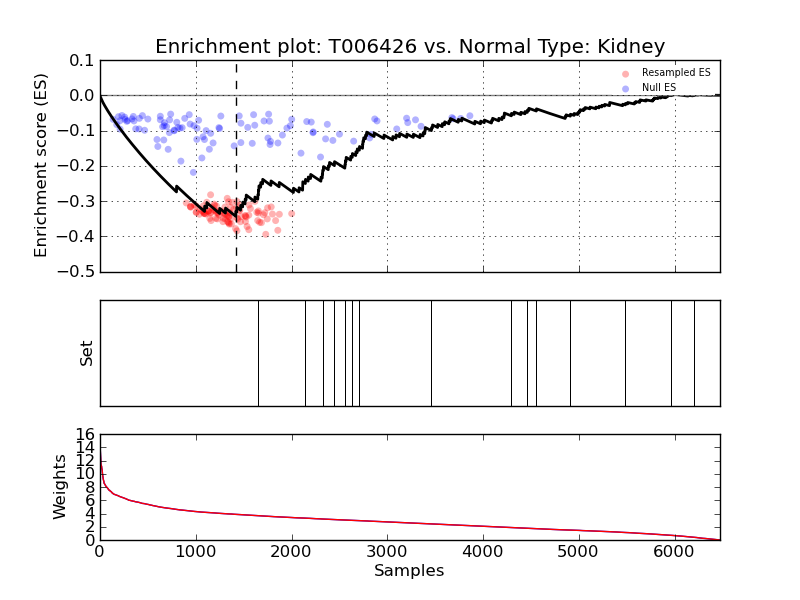 Enrichment plot: T006426 vs. Normal Type: Kidney
Enrichment score (ES)
0.1
0.0
−0.1
−0.2
−0.3
−0.4
−0.5
Resampled ES
Null ES
Set
Weights
16
14
12
10
8
6
4
2
0
0 1000 2000 3000 4000 5000 6000
Samples